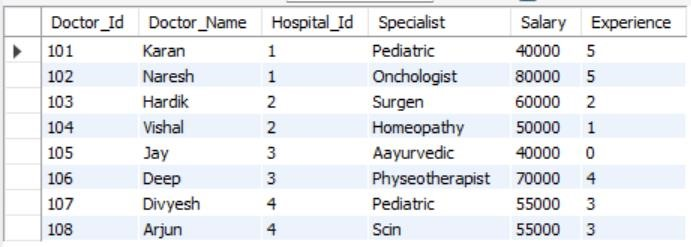 Doctor_Id Doctor_Name Hospital_Id Specialist Salary Experience
101 Karan 1 Pediatric 40000 5
102 Naresh 1 Onchologist 80000 5
103 Hardik 2 Surgen 60000 2
104 Vishal 2 Homeopathy 50000 1
105 Jay 3 Aayurvedic 40000 0
106 Deep 3 Physeotherapist 70000 4
107 Divyesh 4 Pediatric 55000 3
108 Arjun 4 Scin 55000 3